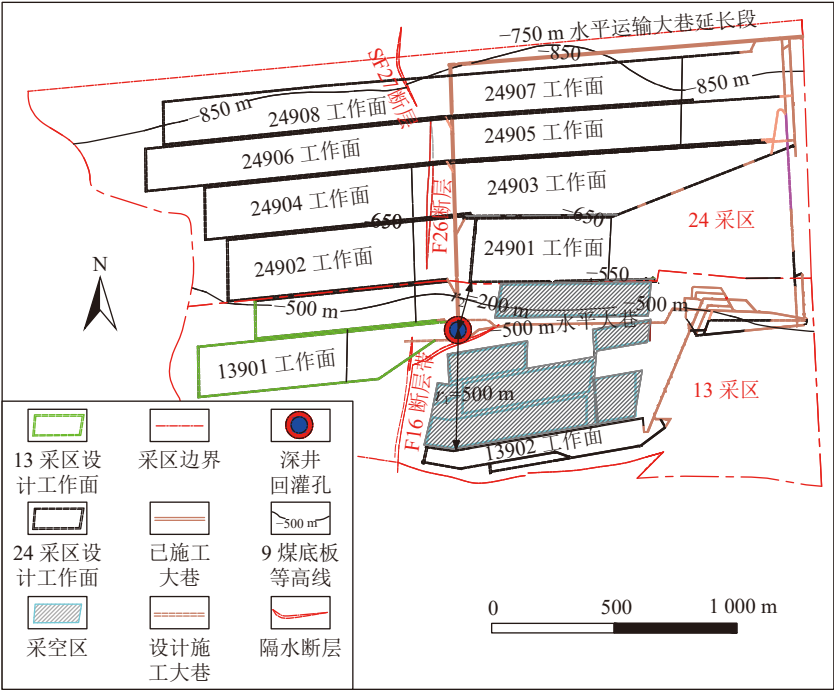 −750 m 水平运输大巷延长段
−850
SF27断层
−850 m
24908 工作面
24907 工作面
−850 m
24906 工作面
24905 工作面
24904 工作面
F26 断层
24903 工作面
-650
−650
24 采区
24902 工作面
24901 工作面
−550
N
−500 m
−200 m
−500 m
−500 m水平大巷
13901 工作面
F16 断层带
r₁=500 m
13 采区
13902 工作面
13 采区设
计工作面
采区边界
深井
回灌孔
−500 m
24 采区设
计工作面
已施工
大巷
9 煤底板
等高线
采空区
设计施
工大巷
隔水断层
0
500
1 000 m